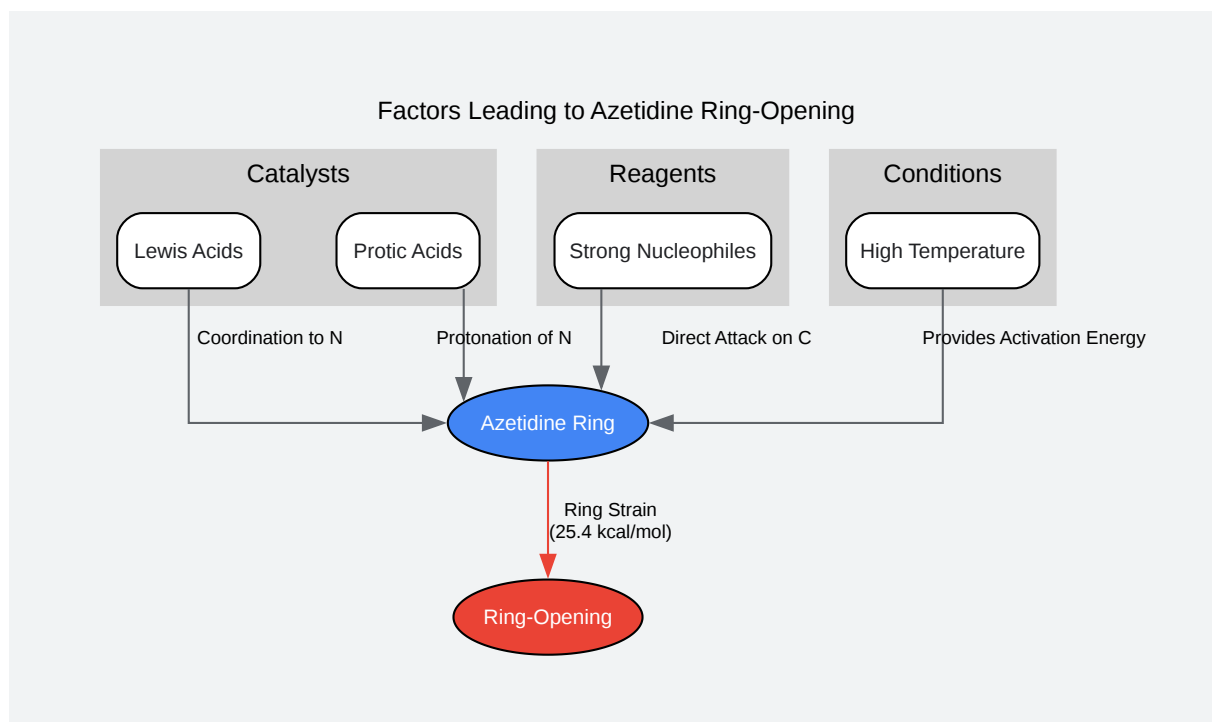 Factors Leading to Azetidine Ring-Opening
Catalysts
Reagents
Conditions
Lewis Acids
Protic Acids
Strong Nucleophiles
High Temperature
Coordination to N
Protonation of N
Direct Attack on C
Provides Activation Energy
Azetidine Ring
Ring Strain
(25.4 kcal/mol)
Ring-Opening